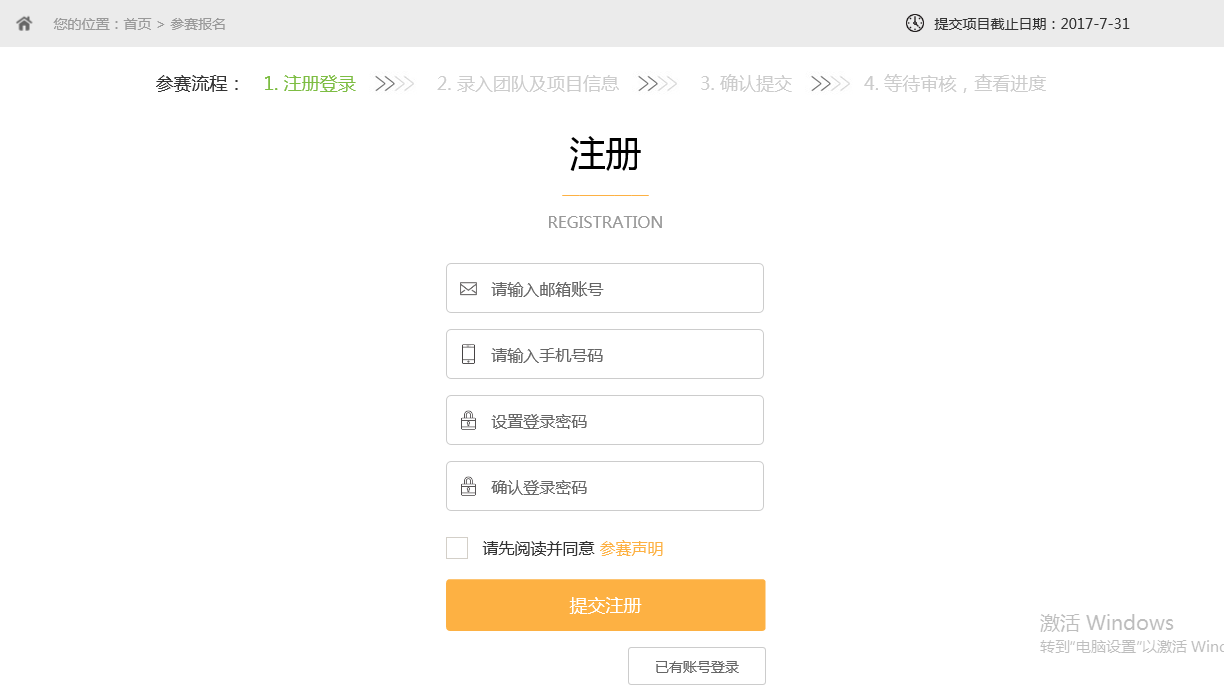 您的位置：首页 > 参赛报名
提交项目截止日期：2017-7-31
参赛流程： 1. 注册登录 2. 录入团队及项目信息 3. 确认提交 4. 等待审核，查看进度
注册
REGISTRATION
请输入邮箱账号
请输入手机号码
设置登录密码
确认登录密码
请先阅读并同意 参赛声明
提交注册
已有账号登录
激活 Windows
转到“电脑设置”以激活 Winc